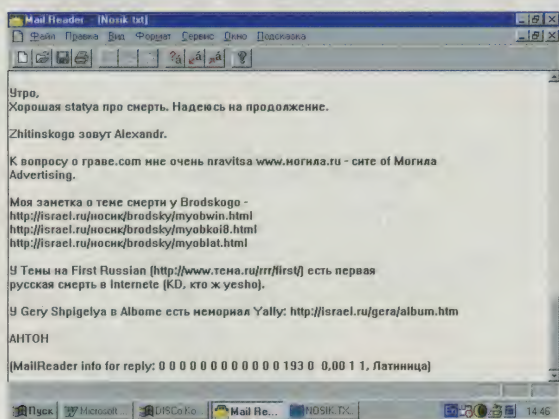 Mail Reader - [Nosik.txt]
Файл Правка Вид Формат Сервис Окно Подсказка
Утро,
Хорошая statya про смерть. Надеюсь на продолжение.
Zhitinskogo зовут Alexandr.
К вопросу о граве.com мне очень nravitsa www.могила.ru - сите of Могила
Advertising.
Моя заметка о теме смерти у Brodskogo -
http://israel.ru/носик/brodsky/myobwin.html
http://israel.ru/носик/brodsky/myobkoi8.html
http://israel.ru/носик/brodsky/myoblat.html
У Темы на First Russian (http://www.тема.ru/rrr/first/) есть первая
русская смерть в Internete (KD, кто ж yesho).
У Gery Shpigelya в Albome есть мемориал Yally: http://israel.ru/gera/album.htm
АНТОН
(MailReader info for reply: 0 0 0 0 0 0 0 0 0 0 0 0 193 0 0,00 1 1, Латиница)
Пуск Microsoft... DISCo Ко... Mail Re... NOSIK.TX... 14:46